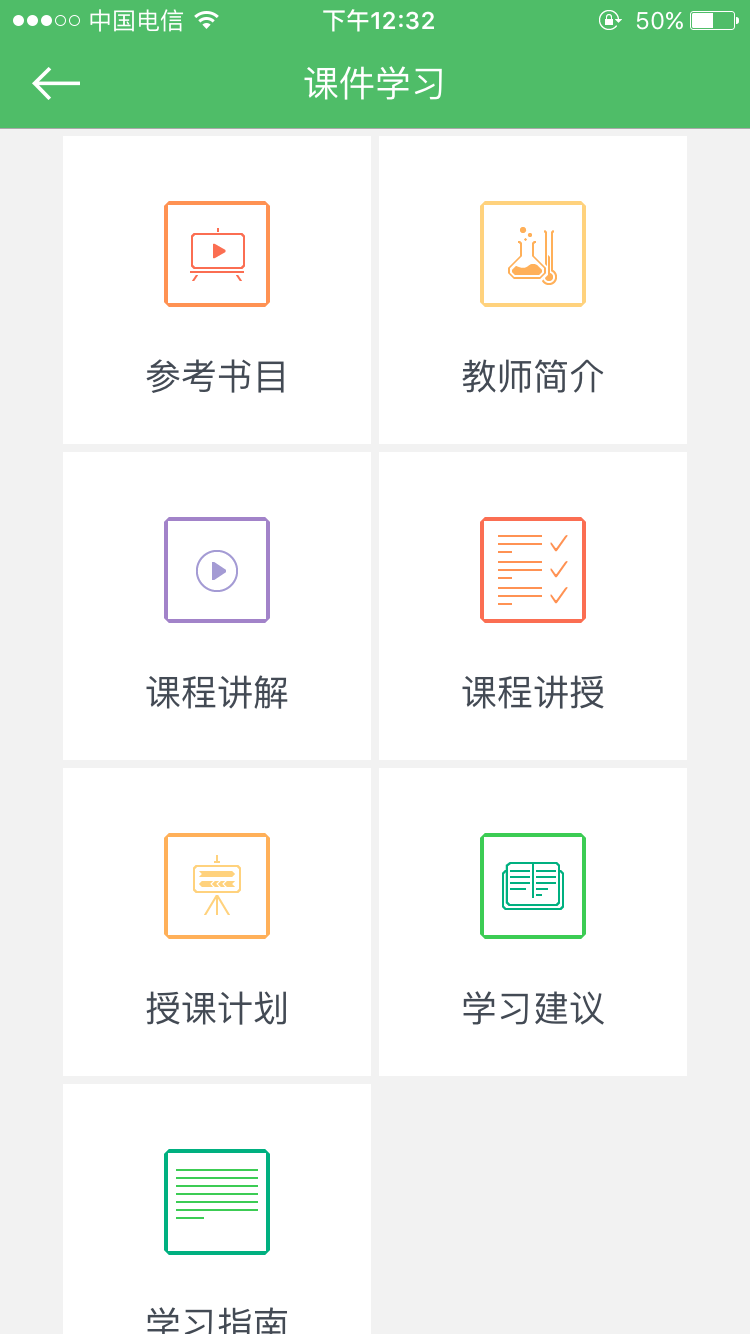 中国电信 下午12:32 50%
课件学习
参考书目 教师简介
课程讲解 课程讲授
授课计划 学习建议
学习指南